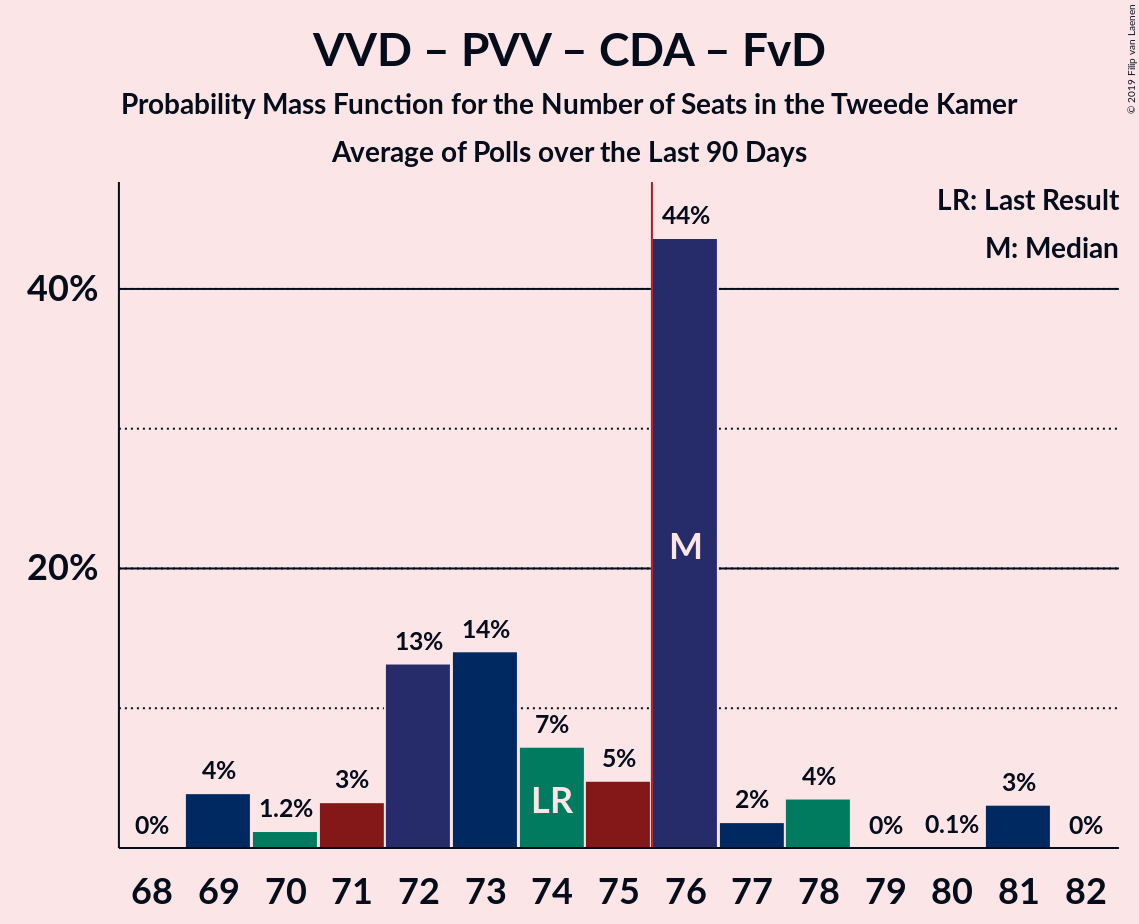 VVD – PVV – CDA – FvD
Probability Mass Function for the Number of Seats in the Tweede Kamer
Average of Polls over the Last 90 Days
© 2019 Filip van Laenen
LR: Last Result
M: Median
40%
20%
0%
4%
1.2%
3%
13%
14%
7%
5%
44%
2%
4%
0%
0.1%
3%
0%
LR
M
68 69 70 71 72 73 74 75 76 77 78 79 80 81 82